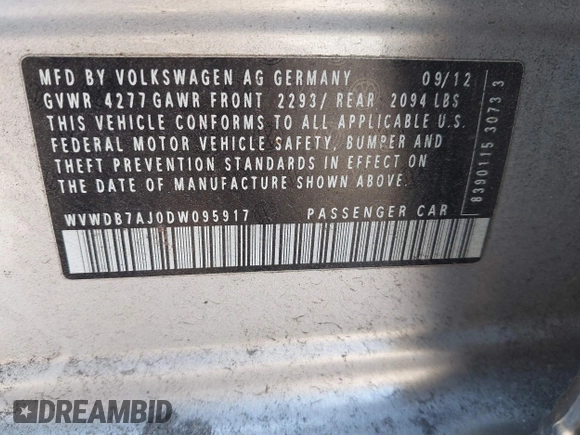 MFD BY VOLKSWAGEN AG GERMANY 09/12
GVWR 4277 GAWR FRONT 2293/ REAR 2094 LBS
THIS VEHICLE CONFORMS TO ALL APPLICABLE U.S.
FEDERAL MOTOR VEHICLE SAFETY, BUMPER AND
THEFT PREVENTION STANDARDS IN EFFECT ON
THE DATE OF MANUFACTURE SHOWN ABOVE.
WVWDB7AJ0DW095917 PASSENGER CAR
8390115 3073 3
DREAMBID